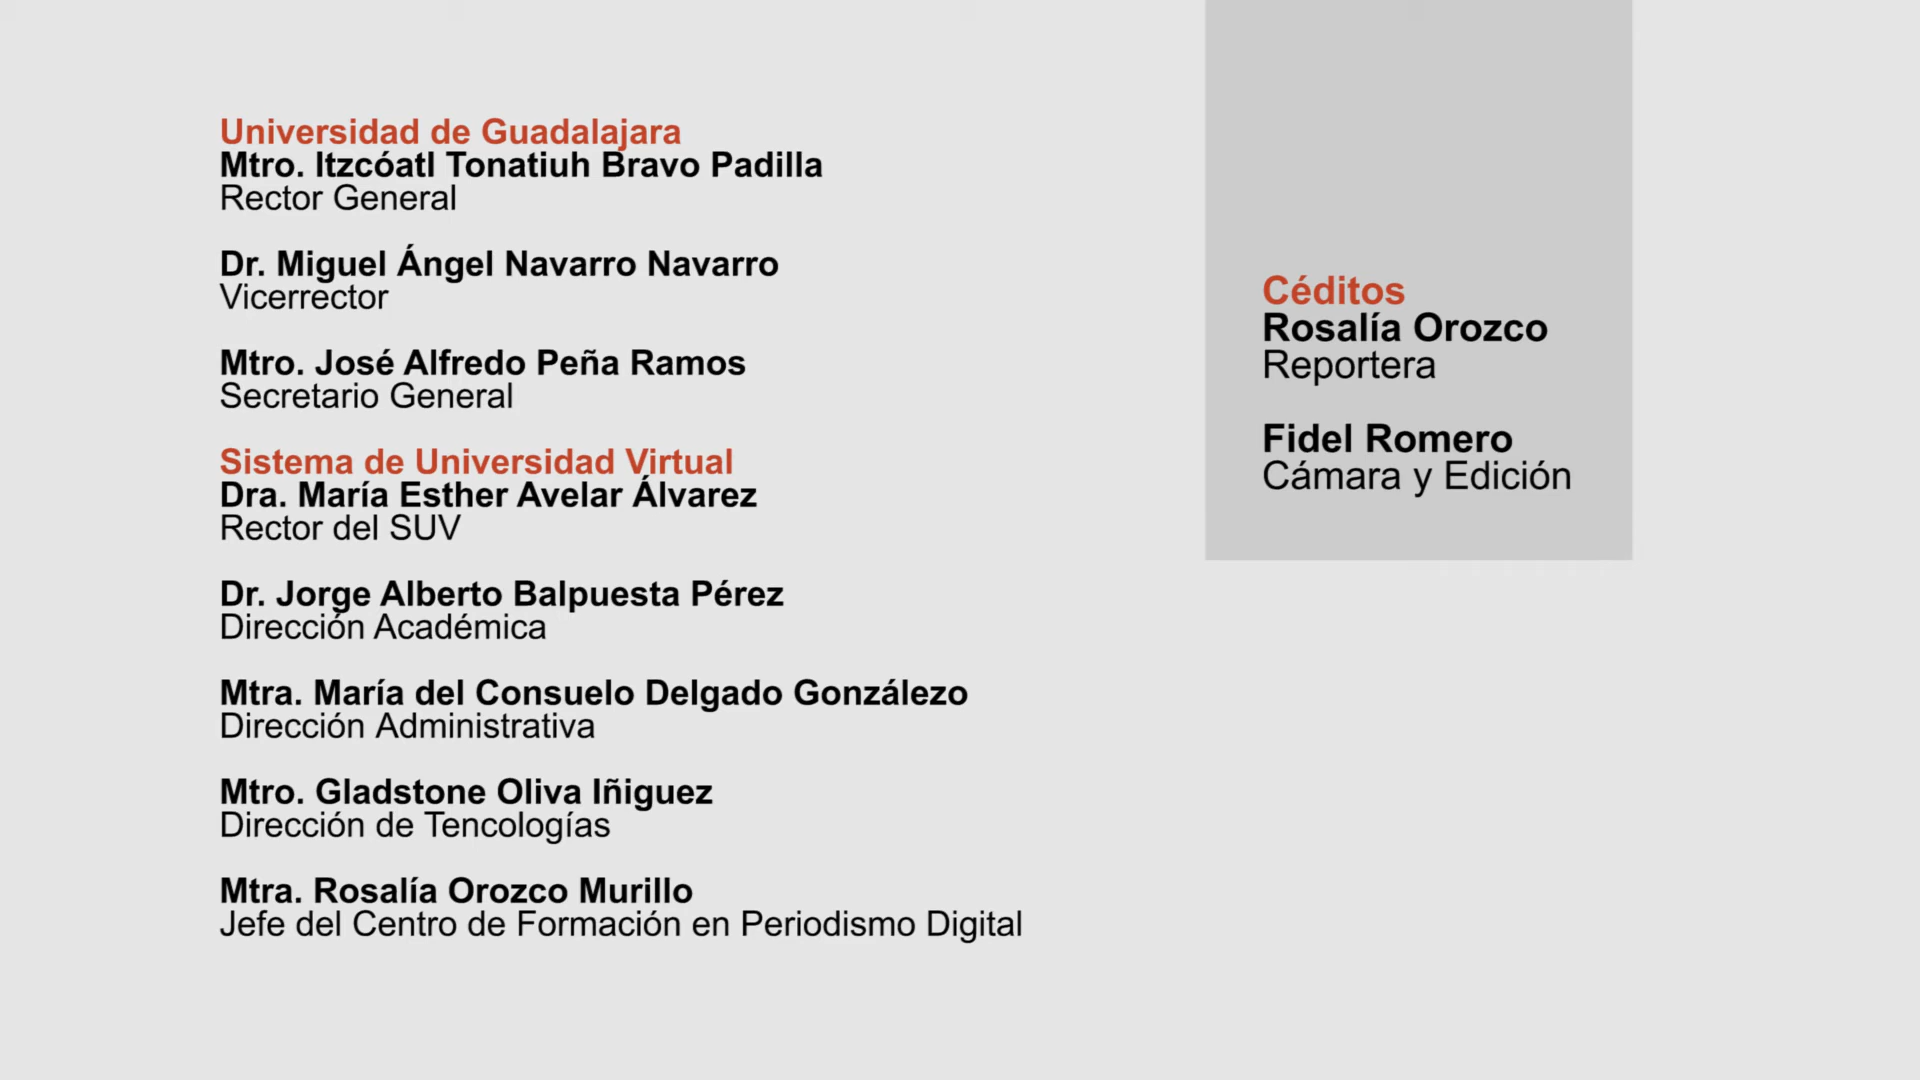 Universidad de Guadalajara
Mtro. Itzcóatl Tonatiuh Bravo Padilla
Rector General
Dr. Miguel Ángel Navarro Navarro
Vicerrector
Mtro. José Alfredo Peña Ramos
Secretario General
Sistema de Universidad Virtual
Dra. María Esther Avelar Álvarez
Rector del SUV
Dr. Jorge Alberto Balpuesta Pérez
Dirección Académica
Mtra. María del Consuelo Delgado Gonzálezo
Dirección Administrativa
Mtro. Gladstone Oliva Iñiguez
Dirección de Tencologías
Mtra. Rosalía Orozco Murillo
Jefe del Centro de Formación en Periodismo Digital
Céditos
Rosalía Orozco
Reportera
Fidel Romero
Cámara y Edición